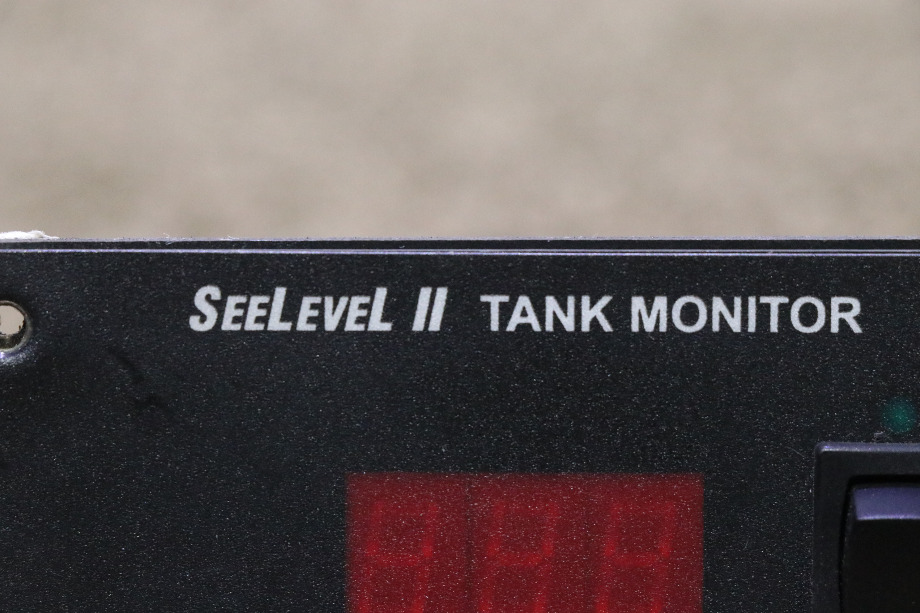 SEELEVEL II TANK MONITOR